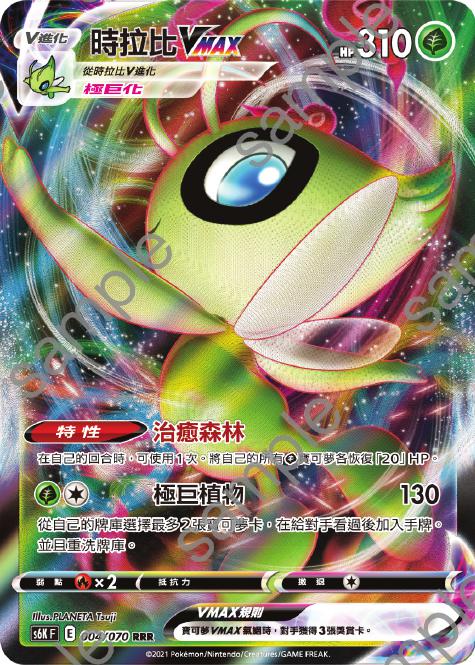 V進化
時拉比VMAX
HP 310
從時拉比V進化
極巨化
特性 治癒森林
在自己的回合時,可使用1次。將自己的所有寶可夢各恢復「20」HP。
極巨植物 130
從自己的牌庫選擇最多2張寶可夢卡,在給對手看過後加入手牌。
並且重洗牌庫。
弱點 ×2 抵抗力 撤退
Illus.PLANETA Tsuji
VMAX規則
s6K F E 004/070 RRR
寶可夢VMAX氣絕時,對手獲得3張獎賞卡。
©2021 Pokémon/Nintendo/Creatures/GAME FREAK.
sample
sample
sample
sample
sample
sample
sample